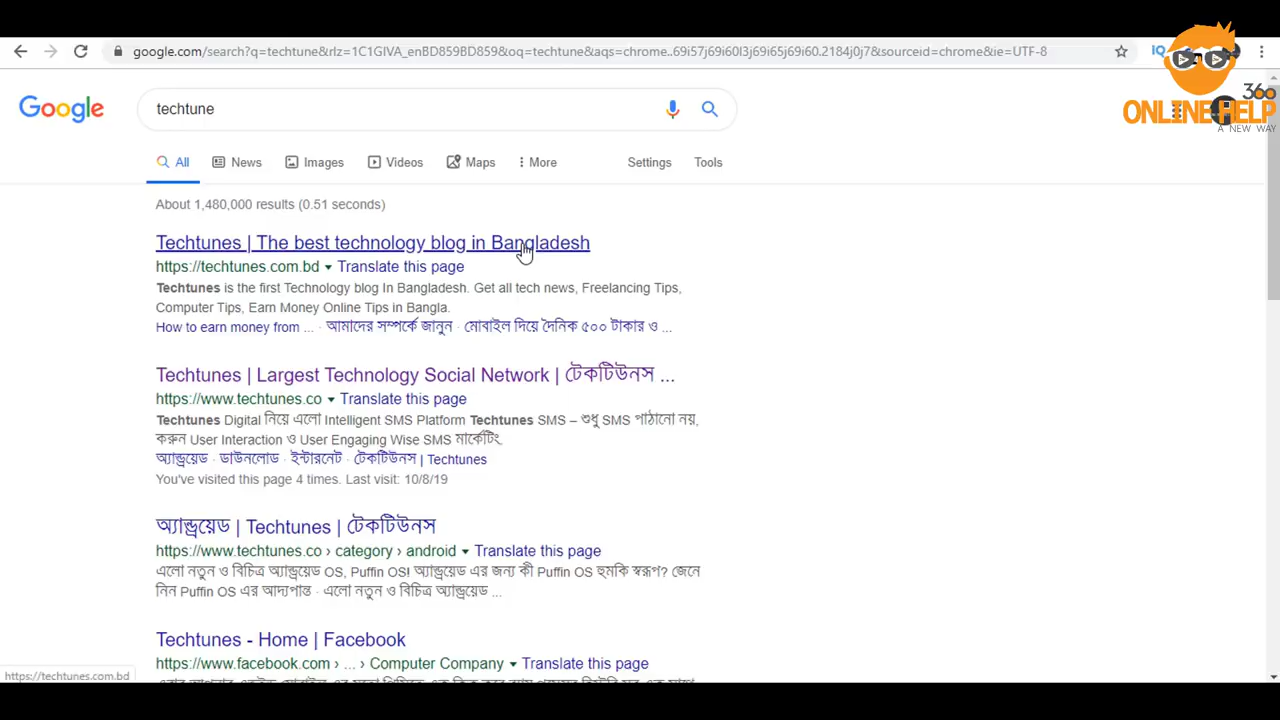 google.com/search?q=techtune&rlz=1C1GIVA_enBD859BD859&oq=techtune&aqs=chrome..69i57j69i60l3j69i65j69i60.2184j0j7&sourceid=chrome&ie=UTF-8
IQ
360
ONLINE HELP
A NEW WAY
Google
techtune
All News Images Videos Maps More Settings Tools
About 1,480,000 results (0.51 seconds)
Techtunes | The best technology blog in Bangladesh
https://techtunes.com.bd Translate this page
Techtunes is the first Technology blog In Bangladesh. Get all tech news, Freelancing Tips,
Computer Tips, Earn Money Online Tips in Bangla.
How to earn money from ... · আমাদের সম্পর্কে জানুন · মোবাইল দিয়ে দৈনিক ৫০০ টাকার ও ...
Techtunes | Largest Technology Social Network | টেকটিউনস ...
https://www.techtunes.co Translate this page
Techtunes Digital নিয়ে এলো Intelligent SMS Platform Techtunes SMS – শুধু SMS পাঠানো নয়,
করুন User Interaction ও User Engaging Wise SMS মার্কেটিং.
অ্যান্ড্রয়েড · ডাউনলোড · ইন্টারনেট · টেকটিউনস | Techtunes
You've visited this page 4 times. Last visit: 10/8/19
অ্যান্ড্রয়েড | Techtunes | টেকটিউনস
https://www.techtunes.co › category › android Translate this page
এলো নতুন ও বিচিত্র অ্যান্ড্রয়েড OS, Puffin OS! অ্যান্ড্রয়েড এর জন্য কী Puffin OS হুমকি স্বরূপ? জেনে
নিন Puffin OS এর আদ্যপান্ত · এলো নতুন ও বিচিত্র অ্যান্ড্রয়েড ...
Techtunes - Home | Facebook
https://www.facebook.com › ... › Computer Company Translate this page
https://techtunes.com.bd